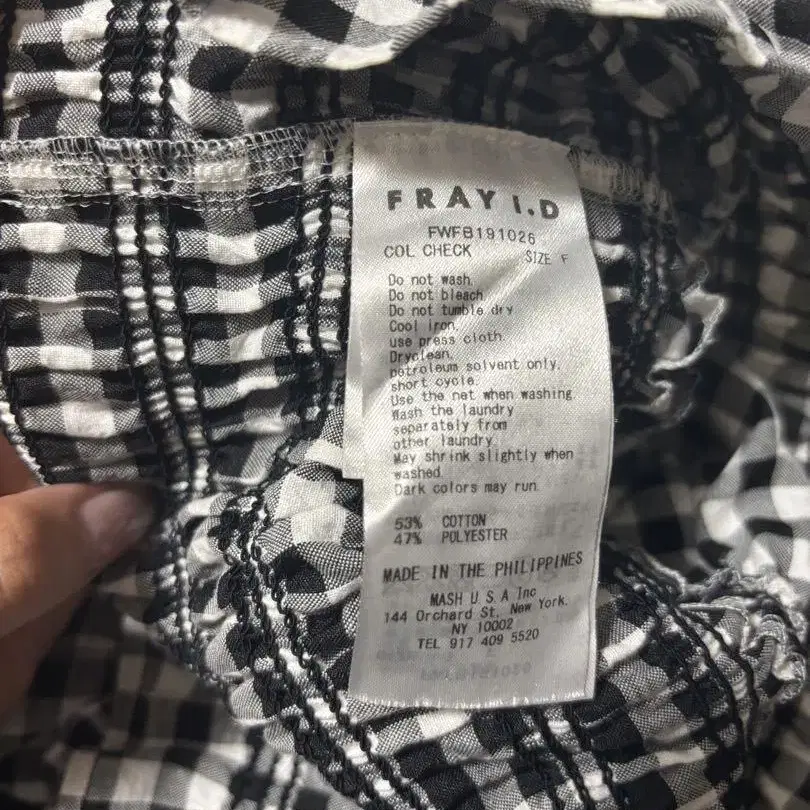 FRAY I.D
FWFB191026
COL CHECK SIZE F
Do not wash.
Do not bleach
Do not tumble dry
Cool iron.
use press cloth.
Dryclean.
petroleum solvent only.
short cycle.
Use the net when washing
Wash the laundry
separately from
other laundry.
May shrink slightly when
washed.
Dark colors may run.
53% COTTON
47% POLYESTER
MADE IN THE PHILIPPINES
MASH U S A Inc
144 Orchard St, New York.
NY 10002
TEL 917 409 5520